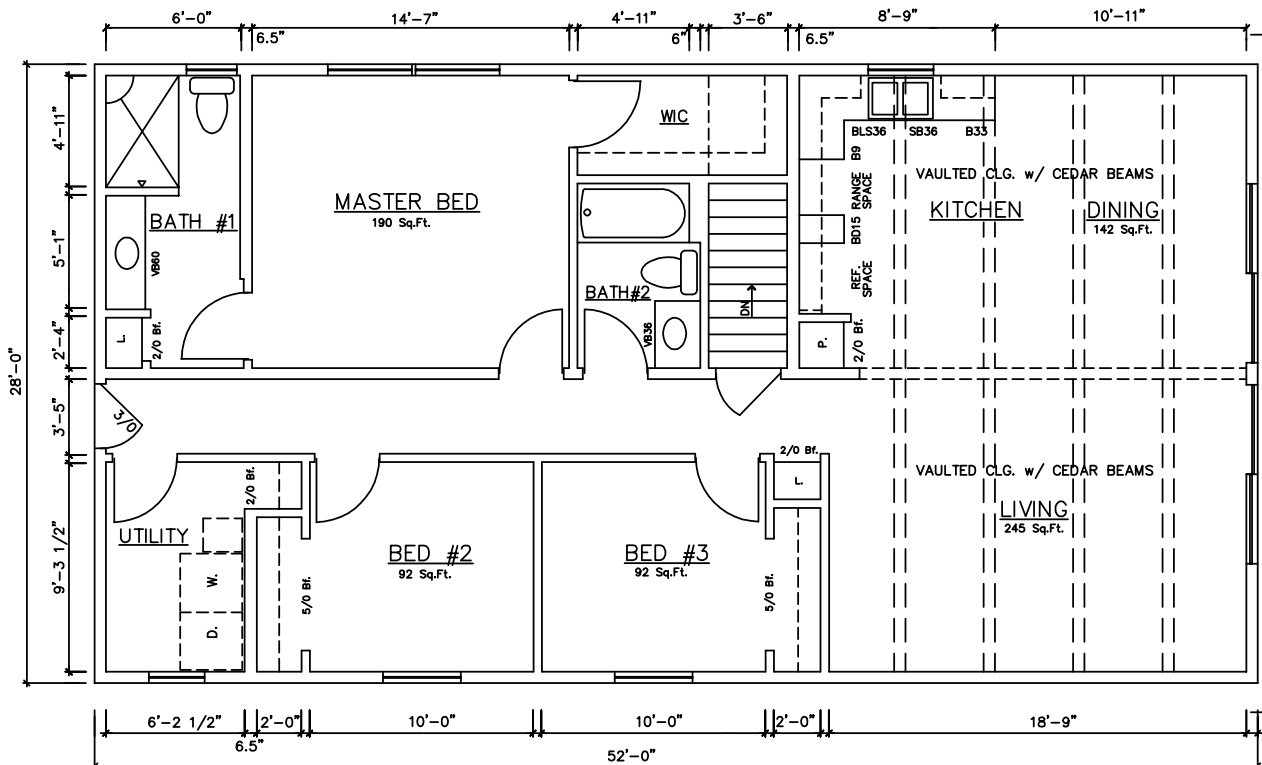 6'-0"
14'-7"
4'-11"
3'-6"
8'-9"
10'-11"
6.5"
6"
6.5"
4'-11"
5'-1"
2'-4"
3'-5"
9'-3 1/2"
28'-0"
WIC
BLS36
SB36
B33
B9
RANGE
SPACE
BD15
REF.
SPACE
VAULTED CLG. w/ CEDAR BEAMS
MASTER BED
190 Sq.Ft.
KITCHEN
DINING
142 Sq.Ft.
BATH #1
VB60
BATH#2
VB36
DN
L.
2/0 Bf.
P.
2/0 Bf.
3/0
2/0 Bf.
2/0 Bf.
L.
VAULTED CLG. w/ CEDAR BEAMS
LIVING
245 Sq.Ft.
UTILITY
W.
D.
BED #2
92 Sq.Ft.
5/0 Bf.
BED #3
92 Sq.Ft.
5/0 Bf.
6'-2 1/2"
2'-0"
10'-0"
10'-0"
2'-0"
18'-9"
6.5"
52'-0"